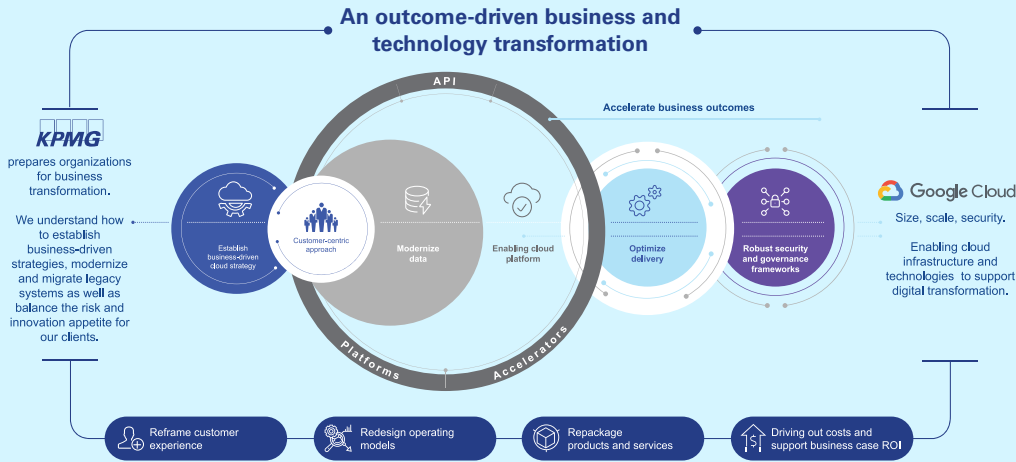 An outcome-driven business and
technology transformation
KPMG
prepares organizations
for business
transformation.
We understand how
to establish
business-driven
strategies, modernize
and migrate legacy
systems as well as
balance the risk and
innovation appetite for
our clients.
API
Platforms
Accelerators
Establish
business-driven
cloud strategy
Customer-centric
approach
Modernize
data
Enabling cloud
platform
Accelerate business outcomes
Optimize
delivery
Robust security
and governance
frameworks
Google Cloud
Size, scale, security.
Enabling cloud
infrastructure and
technologies to support
digital transformation.
Reframe customer
experience
Redesign operating
models
Repackage
products and services
$
Driving out costs and
support business case ROI